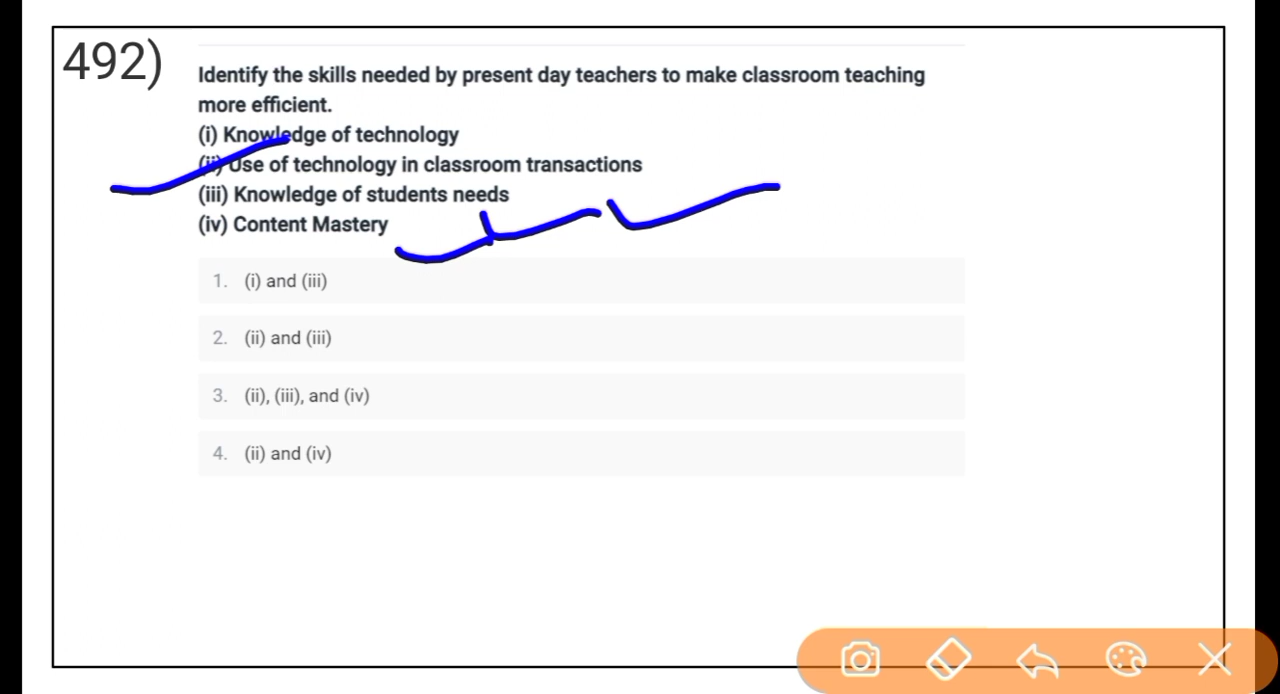 492)
Identify the skills needed by present day teachers to make classroom teaching
more efficient.
(i) Knowledge of technology
(ii) Use of technology in classroom transactions
(iii) Knowledge of students needs
(iv) Content Mastery
1. (i) and (iii)
2. (ii) and (iii)
3. (ii), (iii), and (iv)
4. (ii) and (iv)